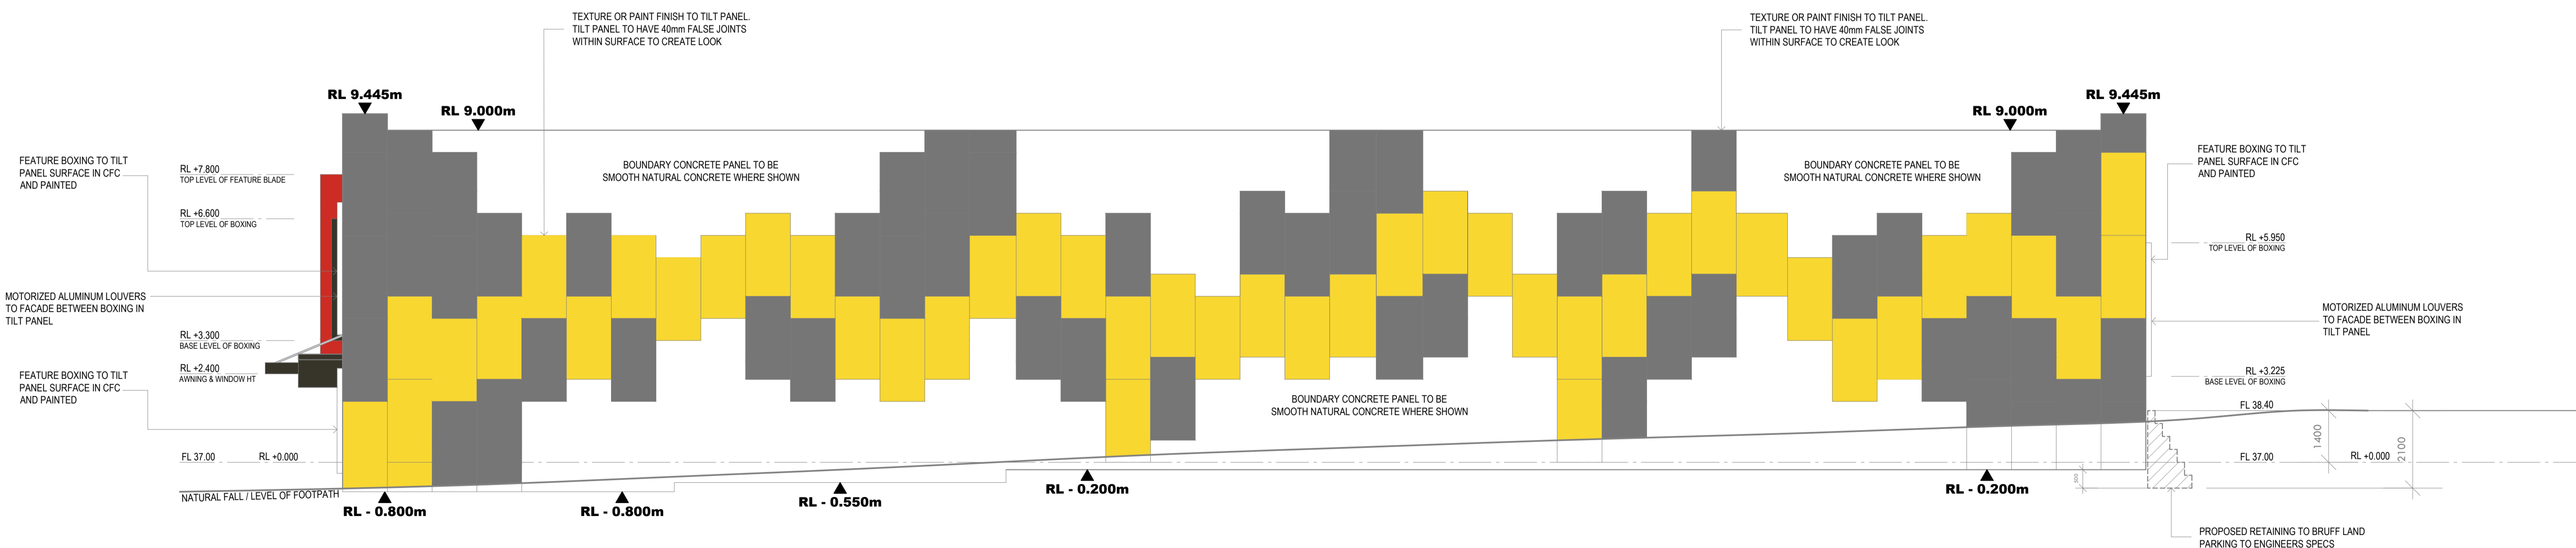 TEXTURE OR PAINT FINISH TO TILT PANEL.
TILT PANEL TO HAVE 40mm FALSE JOINTS
WITHIN SURFACE TO CREATE LOOK
TEXTURE OR PAINT FINISH TO TILT PANEL.
TILT PANEL TO HAVE 40mm FALSE JOINTS
WITHIN SURFACE TO CREATE LOOK
RL 9.445m
RL 9.000m
RL 9.000m
RL 9.445m
FEATURE BOXING TO TILT
PANEL SURFACE IN CFC
AND PAINTED
RL +7.800
TOP LEVEL OF FEATURE BLADE
RL +6.600
TOP LEVEL OF BOXING
BOUNDARY CONCRETE PANEL TO BE
SMOOTH NATURAL CONCRETE WHERE SHOWN
BOUNDARY CONCRETE PANEL TO BE
SMOOTH NATURAL CONCRETE WHERE SHOWN
FEATURE BOXING TO TILT
PANEL SURFACE IN CFC
AND PAINTED
RL +5.950
TOP LEVEL OF BOXING
MOTORIZED ALUMINUM LOUVERS
TO FACADE BETWEEN BOXING IN
TILT PANEL
RL +3.300
BASE LEVEL OF BOXING
RL +2.400
AWNING & WINDOW HT
MOTORIZED ALUMINUM LOUVERS
TO FACADE BETWEEN BOXING IN
TILT PANEL
RL +3.225
BASE LEVEL OF BOXING
FEATURE BOXING TO TILT
PANEL SURFACE IN CFC
AND PAINTED
BOUNDARY CONCRETE PANEL TO BE
SMOOTH NATURAL CONCRETE WHERE SHOWN
FL 38.40
1400
2100
FL 37.00
RL +0.000
FL 37.00
RL +0.000
NATURAL FALL / LEVEL OF FOOTPATH
RL - 0.800m
RL - 0.800m
RL - 0.550m
RL - 0.200m
RL - 0.200m
PROPOSED RETAINING TO BRUFF LAND
PARKING TO ENGINEERS SPECS